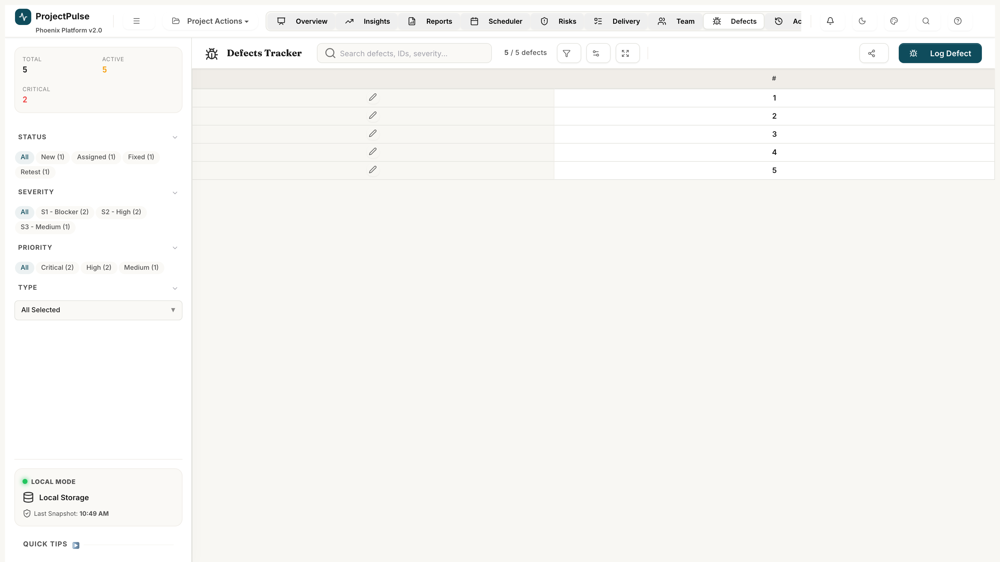 ProjectPulse
Phoenix Platform v2.0
Project Actions
Overview
Insights
Reports
Scheduler
Risks
Delivery
Team
Defects
Ac
TOTAL
5
ACTIVE
5
CRITICAL
2
STATUS
All
New (1)
Assigned (1)
Fixed (1)
Retest (1)
SEVERITY
All
S1 - Blocker (2)
S2 - High (2)
S3 - Medium (1)
PRIORITY
All
Critical (2)
High (2)
Medium (1)
TYPE
All Selected
LOCAL MODE
Local Storage
Last Snapshot: 10:49 AM
QUICK TIPS
Defects Tracker
Search defects, IDs, severity...
5 / 5 defects
Log Defect
#
1
2
3
4
5